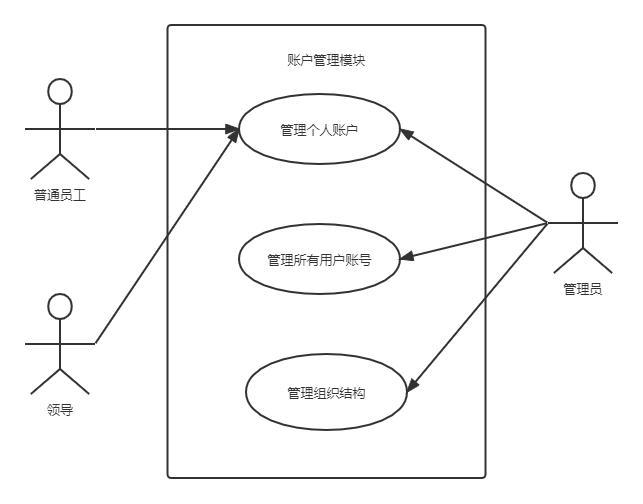 账户管理模块
管理个人账户
普通员工
管理所有用户账号
管理员
管理组织结构
领导